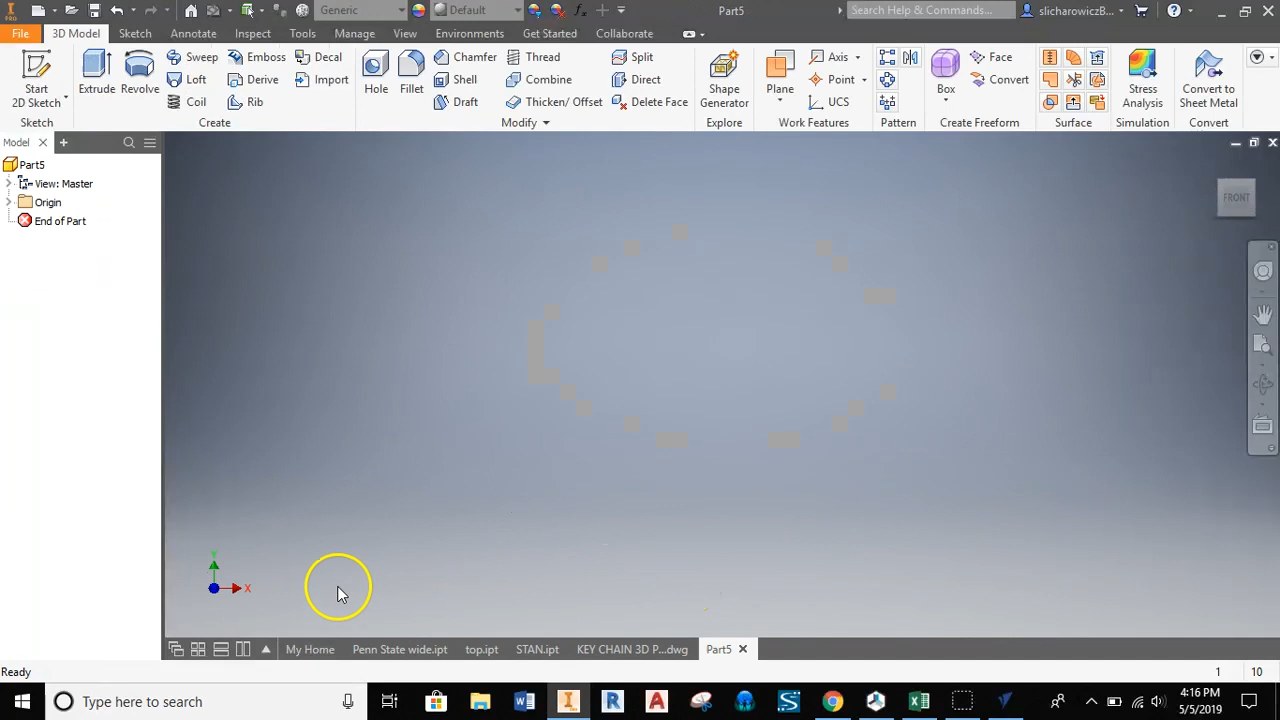 PRO Generic Default Part5 Search Help & Commands... slicharowiczB...
File 3D Model Sketch Annotate Inspect Tools Manage View Environments Get Started Collaborate
Start
2D Sketch
Extrude
Revolve
Sweep
Loft
Coil
Emboss
Derive
Rib
Decal
Import
Hole
Fillet
Chamfer
Shell
Draft
Thread
Combine
Thicken/ Offset
Split
Direct
Delete Face
Shape
Generator
Plane
Axis
Point
UCS
Box
Face
Convert
Stress
Analysis
Convert to
Sheet Metal
Sketch Create Modify Explore Work Features Pattern Create Freeform Surface Simulation Convert
Model
Part5
View: Master
Origin
End of Part
FRONT
Y
X
My Home Penn State wide.ipt top.ipt STAN.ipt KEY CHAIN 3D P...dwg Part5
Ready 1 10
Type here to search
4:16 PM
5/5/2019